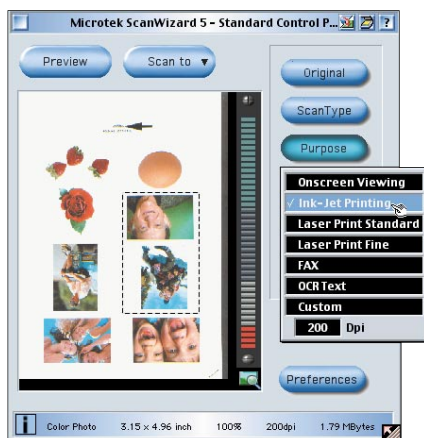 Microtek ScanWizard 5 - Standard Control P...
?
Preview
Scan to
Original
ScanType
Purpose
Onscreen Viewing
✓ Ink-Jet Printing
Laser Print Standard
Laser Print Fine
FAX
OCR Text
Custom
200 Dpi
Preferences
i Color Photo 3.15 x 4.96 inch 100% 200dpi 1.79 MBytes